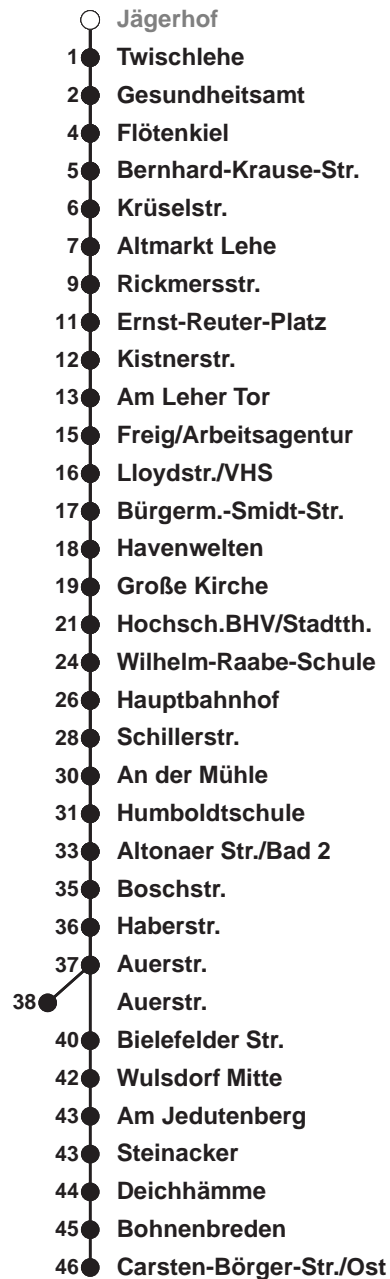 Jägerhof
1 Twischlehe
2 Gesundheitsamt
4 Flötenkiel
5 Bernhard-Krause-Str.
6 Krüselstr.
7 Altmarkt Lehe
9 Rickmersstr.
11 Ernst-Reuter-Platz
12 Kistnerstr.
13 Am Leher Tor
15 Freig/Arbeitsagentur
16 Lloydstr./VHS
17 Bürgerm.-Smidt-Str.
18 Havenwelten
19 Große Kirche
21 Hochsch.BHV/Stadtth.
24 Wilhelm-Raabe-Schule
26 Hauptbahnhof
28 Schillerstr.
30 An der Mühle
31 Humboldtschule
33 Altonaer Str./Bad 2
35 Boschstr.
36 Haberstr.
37 Auerstr.
38 Auerstr.
40 Bielefelder Str.
42 Wulsdorf Mitte
43 Am Jedutenberg
43 Steinacker
44 Deichhämme
45 Bohnenbreden
46 Carsten-Börger-Str./Ost